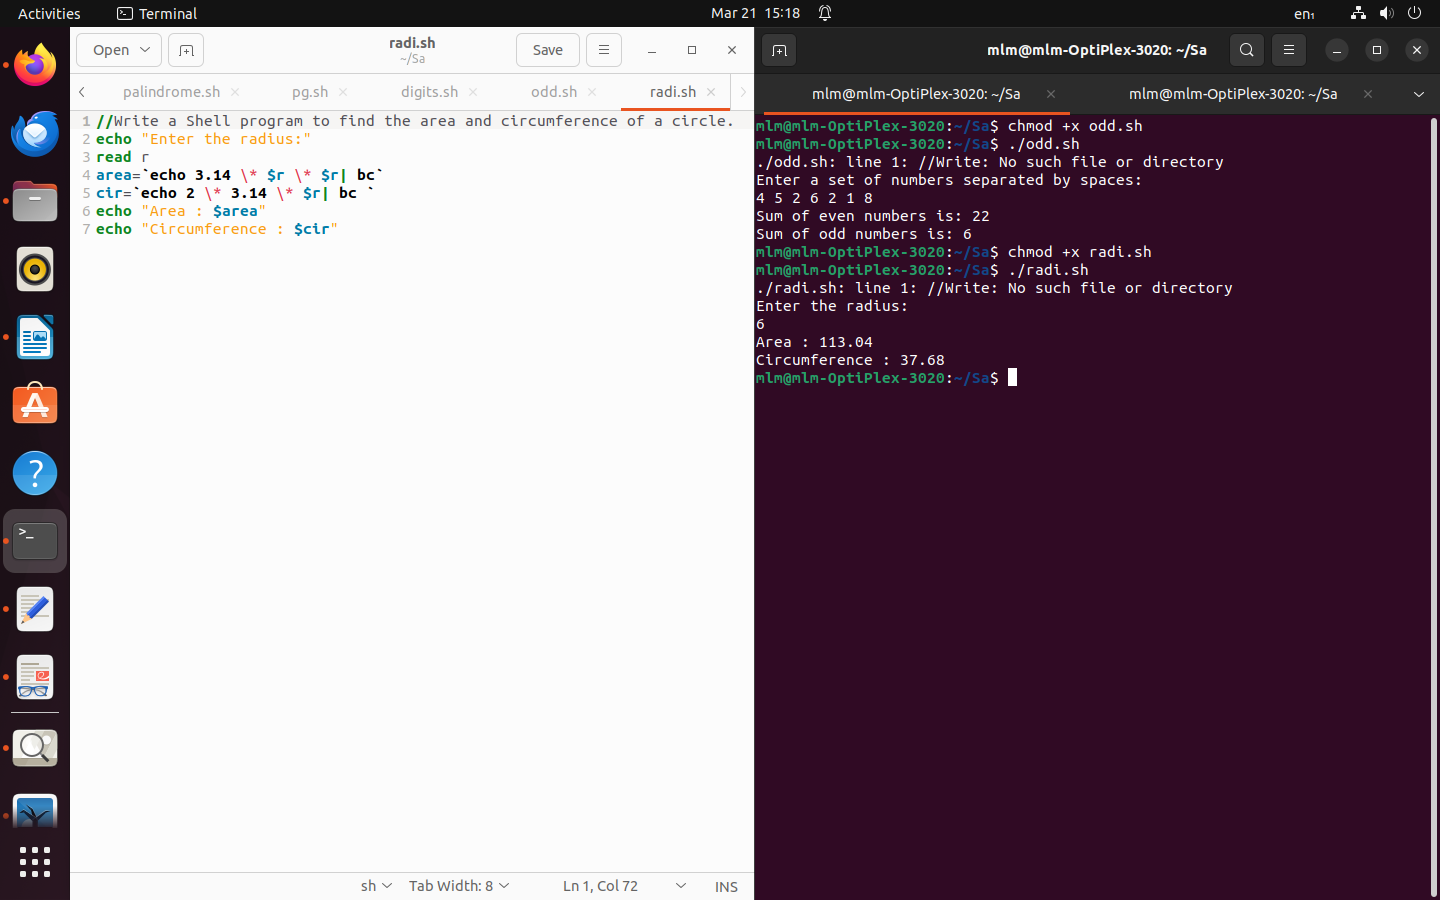 Activities
Terminal
Mar 21 15:18
en₁
Open
radi.sh
~/Sa
Save
palindrome.sh
pg.sh
digits.sh
odd.sh
radi.sh
1 //Write a Shell program to find the area and circumference of a circle.
2 echo "Enter the radius:"
3 read r
4 area=`echo 3.14 \* $r \* $r| bc`
5 cir=`echo 2 \* 3.14 \* $r| bc `
6 echo "Area : $area"
7 echo "Circumference : $cir"
sh
Tab Width: 8
Ln 1, Col 72
INS
mlm@mlm-OptiPlex-3020: ~/Sa
mlm@mlm-OptiPlex-3020: ~/Sa
mlm@mlm-OptiPlex-3020: ~/Sa
mlm@mlm-OptiPlex-3020:~/Sa$ chmod +x odd.sh
mlm@mlm-OptiPlex-3020:~/Sa$ ./odd.sh
./odd.sh: line 1: //Write: No such file or directory
Enter a set of numbers separated by spaces:
4 5 2 6 2 1 8
Sum of even numbers is: 22
Sum of odd numbers is: 6
mlm@mlm-OptiPlex-3020:~/Sa$ chmod +x radi.sh
mlm@mlm-OptiPlex-3020:~/Sa$ ./radi.sh
./radi.sh: line 1: //Write: No such file or directory
Enter the radius:
6
Area : 113.04
Circumference : 37.68
mlm@mlm-OptiPlex-3020:~/Sa$